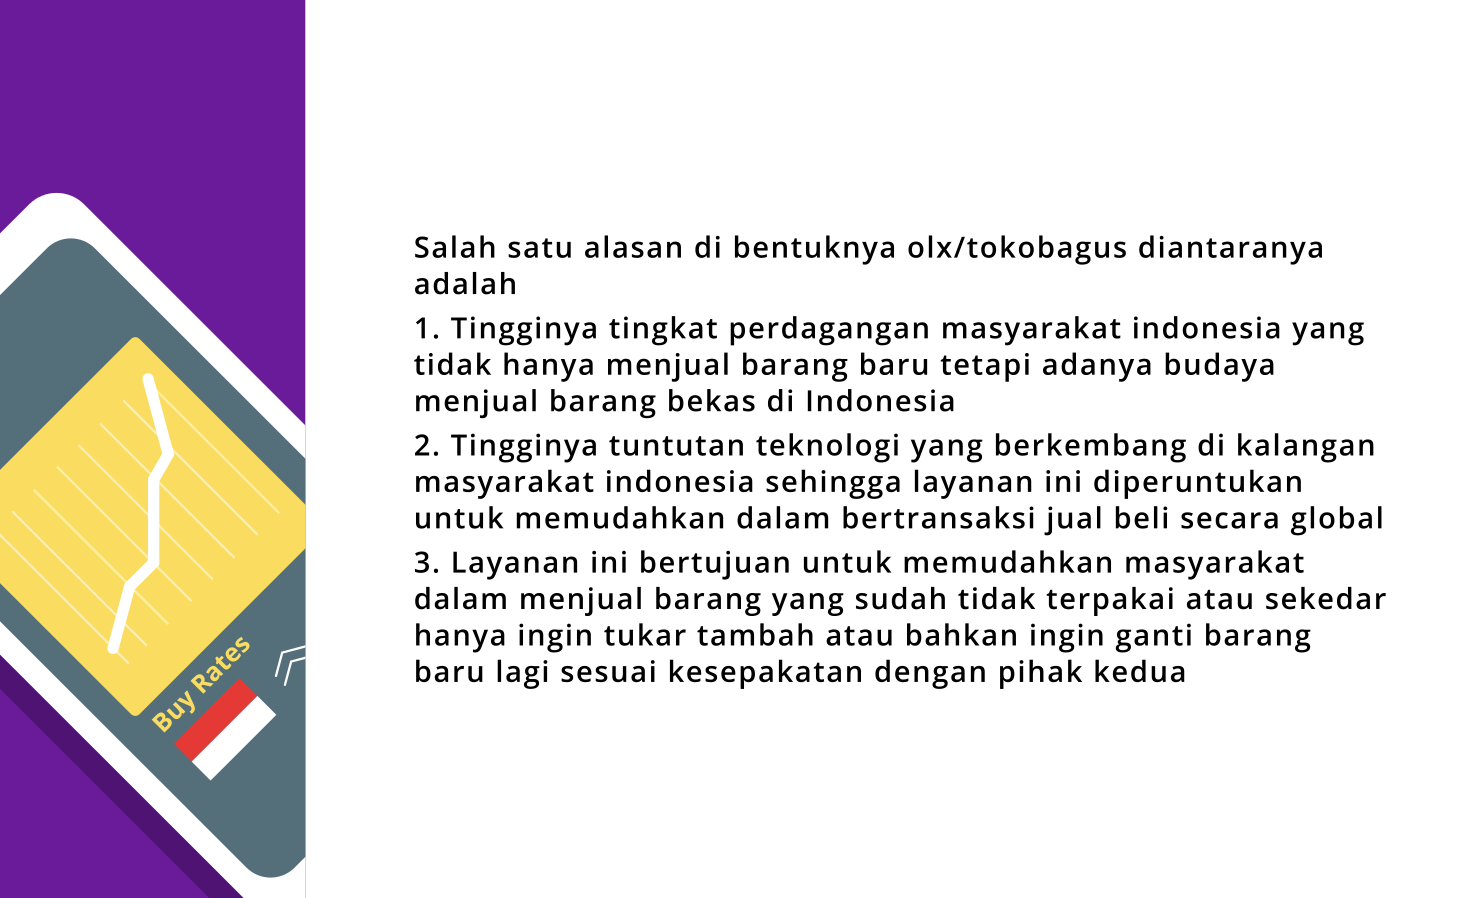 Salah satu alasan di bentuknya olx/tokobagus diantaranya
adalah
1. Tingginya tingkat perdagangan masyarakat indonesia yang
tidak hanya menjual barang baru tetapi adanya budaya
menjual barang bekas di Indonesia
2. Tingginya tuntutan teknologi yang berkembang di kalangan
masyarakat indonesia sehingga layanan ini diperuntukan
untuk memudahkan dalam bertransaksi jual beli secara global
3. Layanan ini bertujuan untuk memudahkan masyarakat
dalam menjual barang yang sudah tidak terpakai atau sekedar
hanya ingin tukar tambah atau bahkan ingin ganti barang
baru lagi sesuai kesepakatan dengan pihak kedua
Buy Rates